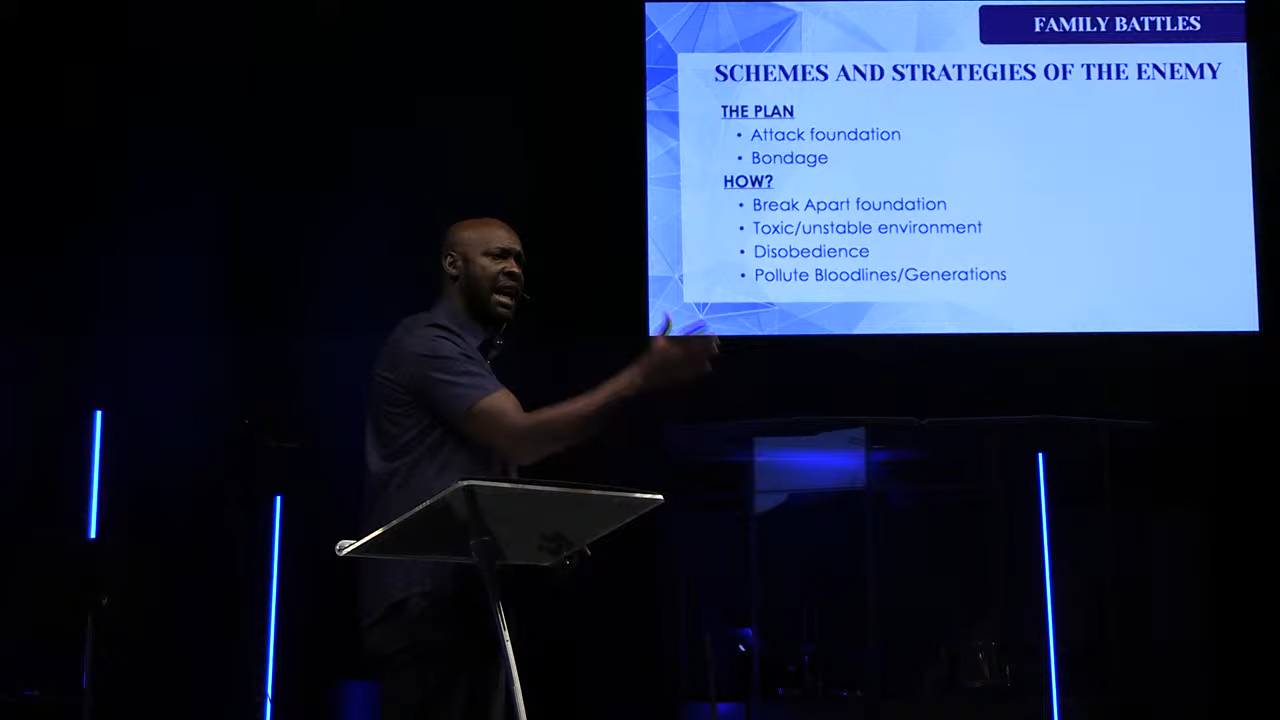 FAMILY BATTLES
SCHEMES AND STRATEGIES OF THE ENEMY
THE PLAN
• Attack foundation
• Bondage
HOW?
• Break Apart foundation
• Toxic/unstable environment
• Disobedience
• Pollute Bloodlines/Generations